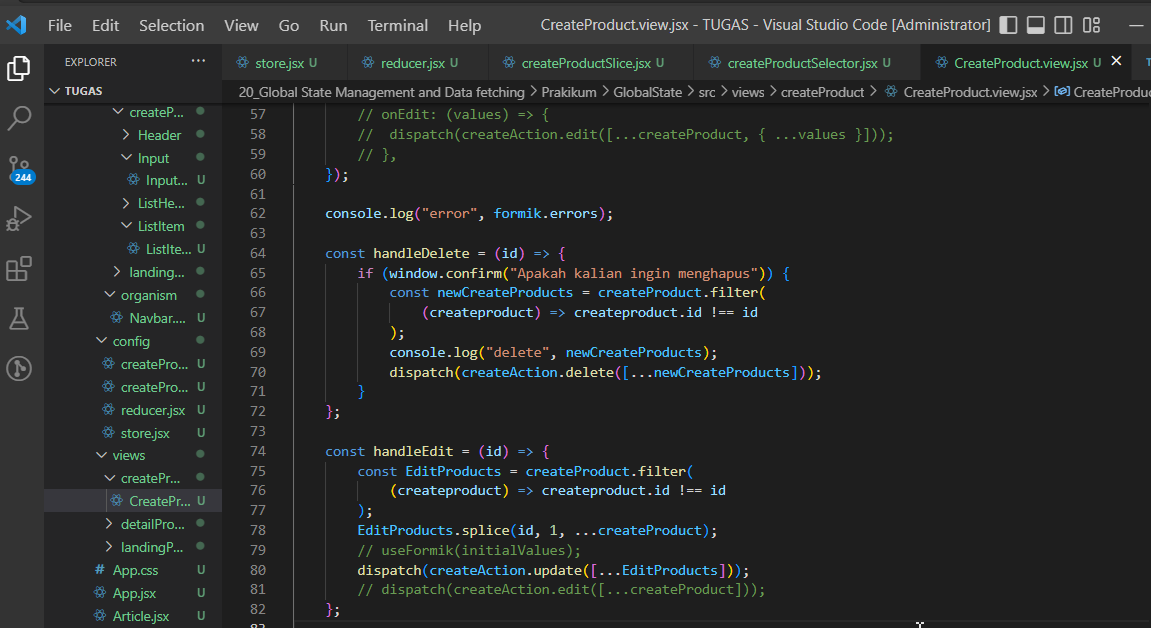 File Edit Selection View Go Run Terminal Help CreateProduct.view.jsx - TUGAS - Visual Studio Code [Administrator]
EXPLORER ···
store.jsx U reducer.jsx U createProductSlice.jsx U createProductSelector.jsx U CreateProduct.view.jsx U
TUGAS
20_Global State Management and Data fetching > Prakikum > GlobalState > src > views > createProduct > CreateProduct.view.jsx > CreateProduc
244
createP...
Header
Input
Input... U
ListHe...
ListItem
ListIte... U
landing...
organism
Navbar.... U
config
createPro... U
createPro... U
reducer.jsx U
store.jsx U
views
createPr...
CreatePr... U
detailPro...
landingP...
# App.css U
App.jsx U
Article.jsx U
57 // onEdit: (values) => {
58 //  dispatch(createAction.edit([...createProduct, { ...values }]));
59 // },
60 });
61
62 console.log("error", formik.errors);
63
64 const handleDelete = (id) => {
65 if (window.confirm("Apakah kalian ingin menghapus")) {
66 const newCreateProducts = createProduct.filter(
67 (createproduct) => createproduct.id !== id
68 );
69 console.log("delete", newCreateProducts);
70 dispatch(createAction.delete([...newCreateProducts]));
71 }
72 };
73
74 const handleEdit = (id) => {
75 const EditProducts = createProduct.filter(
76 (createproduct) => createproduct.id !== id
77 );
78 EditProducts.splice(id, 1, ...createProduct);
79 // useFormik(initialValues);
80 dispatch(createAction.update([...EditProducts]));
81 // dispatch(createAction.edit([...createProduct]));
82 };